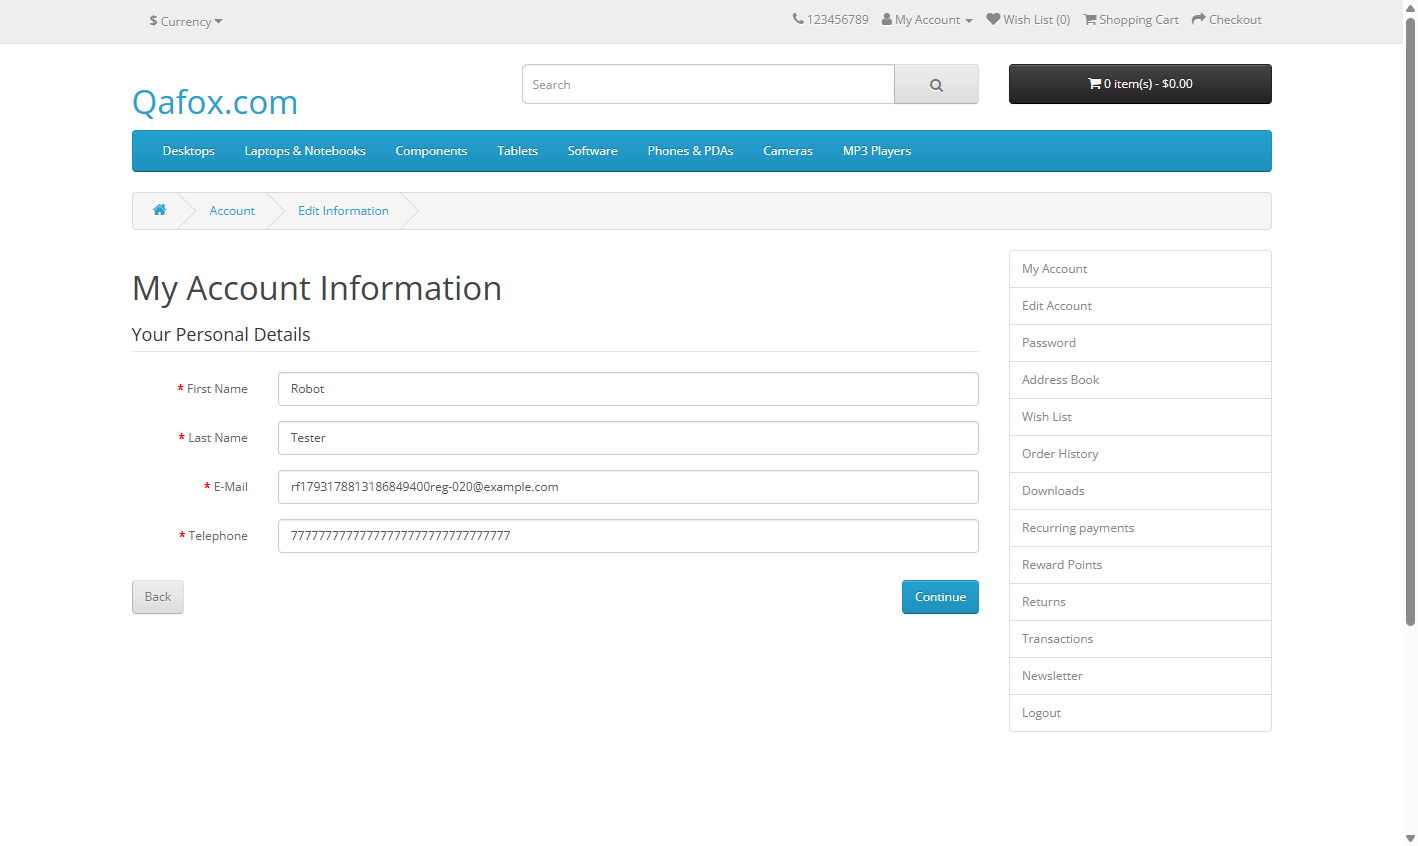 $ Currency
123456789 My Account Wish List (0) Shopping Cart Checkout
Qafox.com
Search
0 item(s) - $0.00
Desktops Laptops & Notebooks Components Tablets Software Phones & PDAs Cameras MP3 Players
Account Edit Information
My Account Information
Your Personal Details
* First Name Robot
* Last Name Tester
* E-Mail rf1793178813186849400reg-020@example.com
* Telephone 77777777777777777777777777777777
Back Continue
My Account
Edit Account
Password
Address Book
Wish List
Order History
Downloads
Recurring payments
Reward Points
Returns
Transactions
Newsletter
Logout